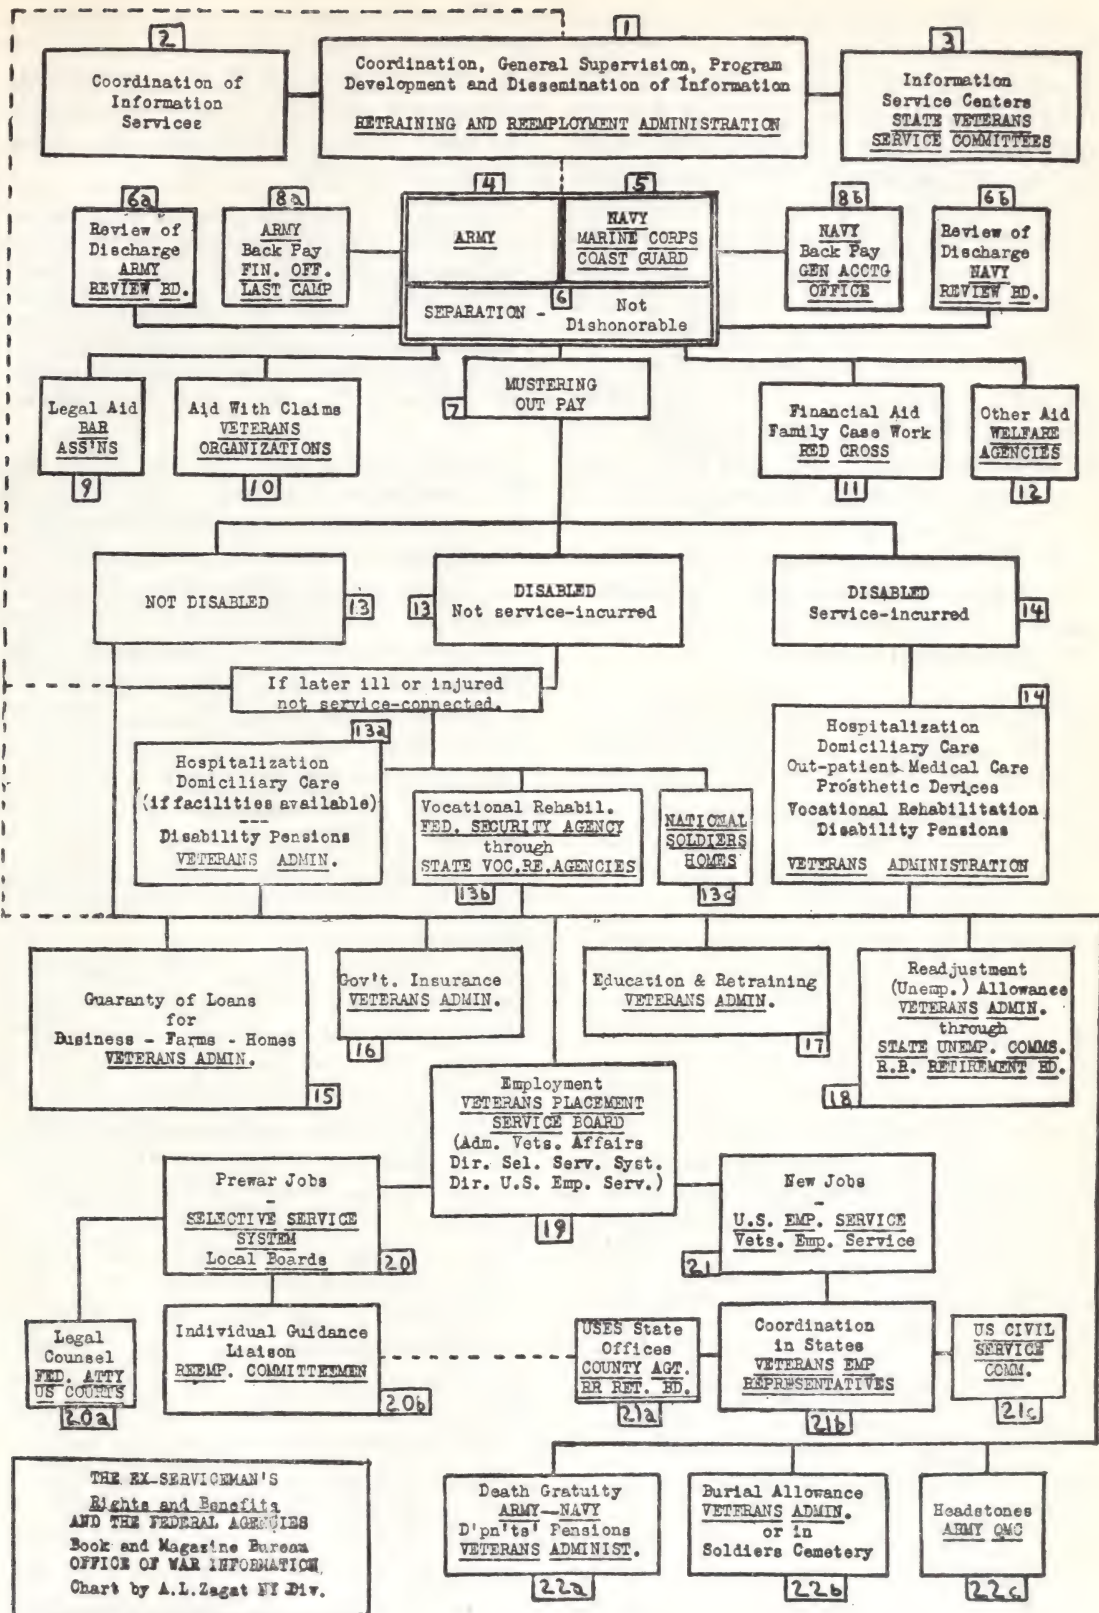 2
Coordination of
Information
Services
1
Coordination, General Supervision, Program
Development and Dissemination of Information
RETRAINING AND REEMPLOYMENT ADMINISTRATION
3
Information
Service Centers
STATE VETERANS
SERVICE COMMITTEES
6a
Review of
Discharge
ARMY
REVIEW BD.
8a
ARMY
Back Pay
FIN. OFF.
LAST CAMP
4
ARMY
5
NAVY
MARINE CORPS
COAST GUARD
6
SEPARATION - Not
Dishonorable
8b
NAVY
Back Pay
GEN ACCTG
OFFICE
6b
Review of
Discharge
NAVY
REVIEW BD.
Legal Aid
BAR
ASS'NS
9
Aid With Claims
VETERANS
ORGANIZATIONS
10
7
MUSTERING
OUT PAY
Financial Aid
Family Case Work
RED CROSS
11
Other Aid
WELFARE
AGENCIES
12
NOT DISABLED
13
13
DISABLED
Not service-incurred
DISABLED
Service-incurred
14
If later ill or injured
not service-connected.
13a
Hospitalization
Domiciliary Care
(if facilities available)
---
Disability Pensions
VETERANS ADMIN.
Vocational Rehabil.
FED. SECURITY AGENCY
through
STATE VOC.RE.AGENCIES
13b
NATIONAL
SOLDIERS
HOMES
13c
14
Hospitalization
Domiciliary Care
Out-patient Medical Care
Prosthetic Devices
Vocational Rehabilitation
Disability Pensions
VETERANS ADMINISTRATION
Guaranty of Loans
for
Business - Farms - Homes
VETERANS ADMIN.
15
Gov't. Insurance
VETERANS ADMIN.
16
Education & Retraining
VETERANS ADMIN.
17
Readjustment
(Unemp.) Allowance
VETERANS ADMIN.
through
STATE UNEMP. COMMS.
R.R. RETIREMENT BD.
18
Employment
VETERANS PLACEMENT
SERVICE BOARD
(Adm. Vets. Affairs
Dir. Sel. Serv. Syst.
Dir. U.S. Emp. Serv.)
19
Prewar Jobs
-
SELECTIVE SERVICE
SYSTEM
Local Boards
20
New Jobs
-
U.S. EMP. SERVICE
Vets. Emp. Service
21
Legal
Counsel
FED. ATTY
US COURTS
20a
Individual Guidance
Liaison
REEMP. COMMITTEEMEN
20b
USES State
Offices
COUNTY AGT.
RR RET. BD.
21a
Coordination
in States
VETERANS EMP
REPRESENTATIVES
21b
US CIVIL
SERVICE
COMM.
21c
THE EX-SERVICEMAN'S
Rights and Benefits
AND THE FEDERAL AGENCIES
Book and Magazine Bureau
OFFICE OF WAR INFORMATION
Chart by A.L.Zagat NY Div.
Death Gratuity
ARMY—NAVY
D'pn'ts' Pensions
VETERANS ADMINIST.
22a
Burial Allowance
VETERANS ADMIN.
or in
Soldiers Cemetery
22b
Headstones
ARMY QMC
22c